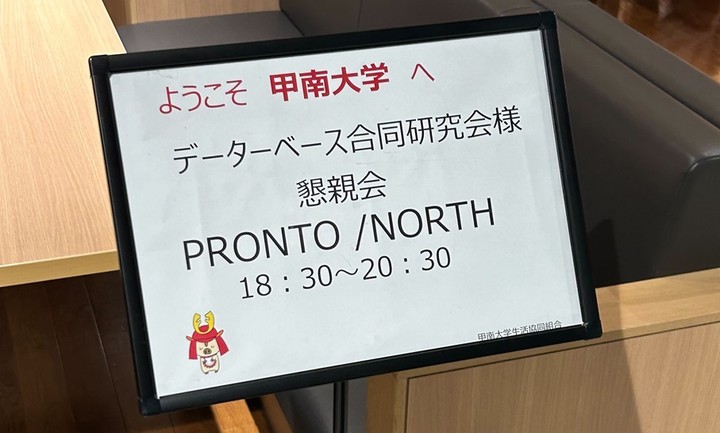 ようこそ 甲南大学 へ
データーベース合同研究会様
懇親会
PRONTO /NORTH
18：30～20：30
甲南大学生活協同組合